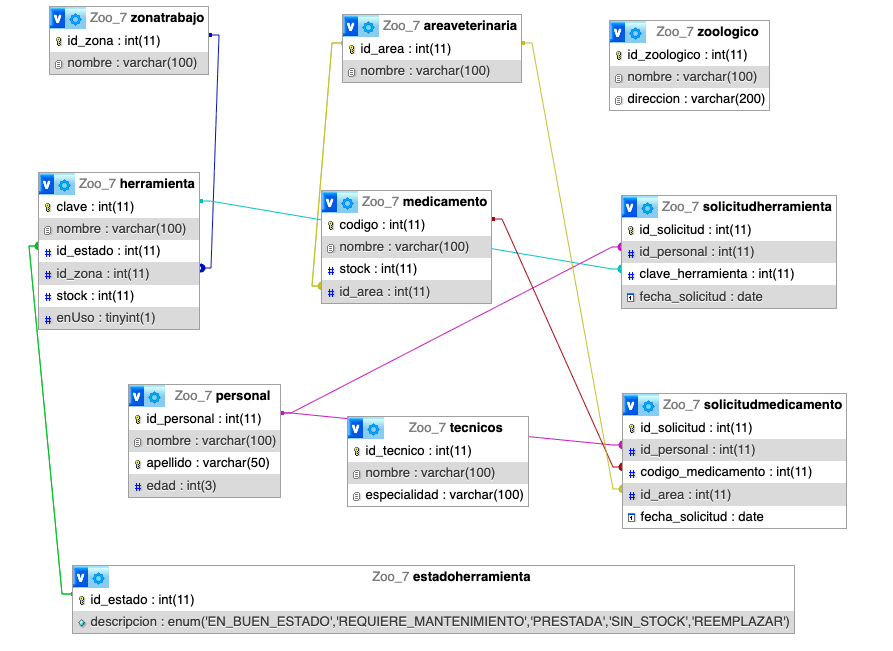 Zoo_7 zonatrabajo
id_zona : int(11)
nombre : varchar(100)
Zoo_7 areaveterinaria
id_area : int(11)
nombre : varchar(100)
Zoo_7 zoologico
id_zoologico : int(11)
nombre : varchar(100)
direccion : varchar(200)
Zoo_7 herramienta
clave : int(11)
nombre : varchar(100)
id_estado : int(11)
id_zona : int(11)
stock : int(11)
enUso : tinyint(1)
Zoo_7 medicamento
codigo : int(11)
nombre : varchar(100)
stock : int(11)
id_area : int(11)
Zoo_7 solicitudherramienta
id_solicitud : int(11)
id_personal : int(11)
clave_herramienta : int(11)
fecha_solicitud : date
Zoo_7 personal
id_personal : int(11)
nombre : varchar(100)
apellido : varchar(50)
edad : int(3)
Zoo_7 tecnicos
id_tecnico : int(11)
nombre : varchar(100)
especialidad : varchar(100)
Zoo_7 solicitudmedicamento
id_solicitud : int(11)
id_personal : int(11)
codigo_medicamento : int(11)
id_area : int(11)
fecha_solicitud : date
Zoo_7 estadoherramienta
id_estado : int(11)
descripcion : enum('EN_BUEN_ESTADO','REQUIERE_MANTENIMIENTO','PRESTADA','SIN_STOCK','REEMPLAZAR')